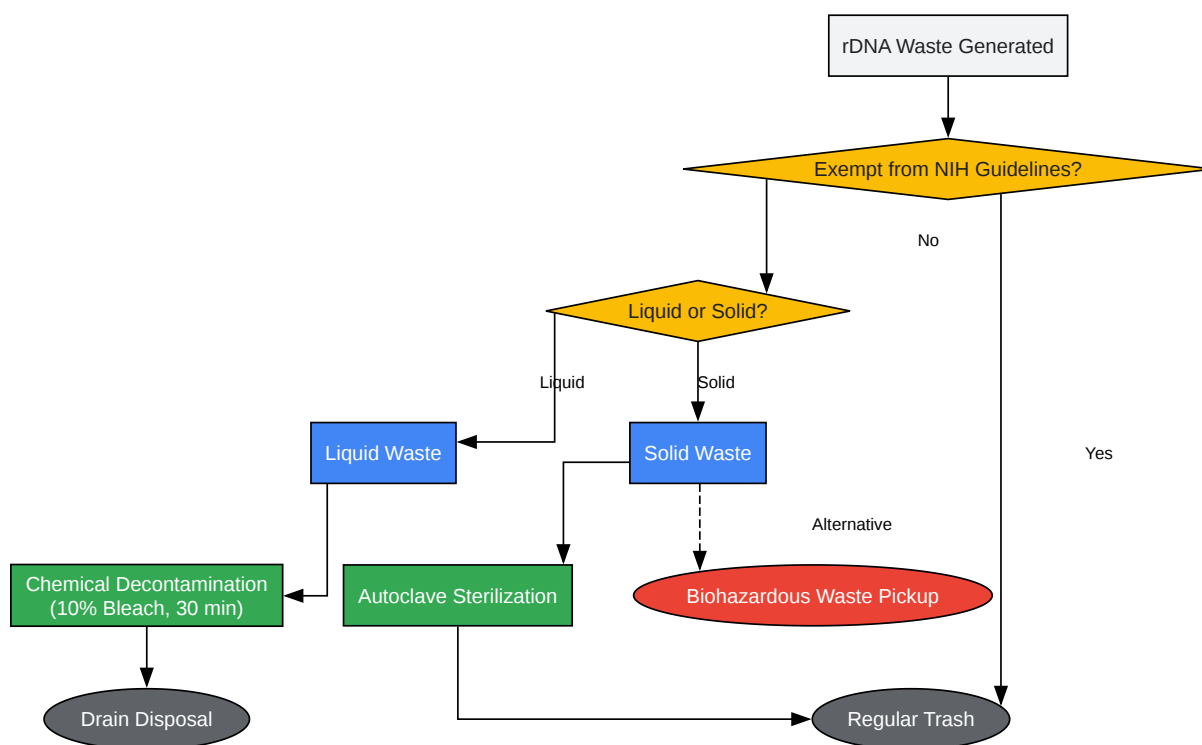 rDNA Waste Generated
Exempt from NIH Guidelines?
No
Liquid or Solid?
Liquid
Solid
Liquid Waste
Solid Waste
Yes
Alternative
Chemical Decontamination
(10% Bleach, 30 min)
Autoclave Sterilization
Biohazardous Waste Pickup
Drain Disposal
Regular Trash